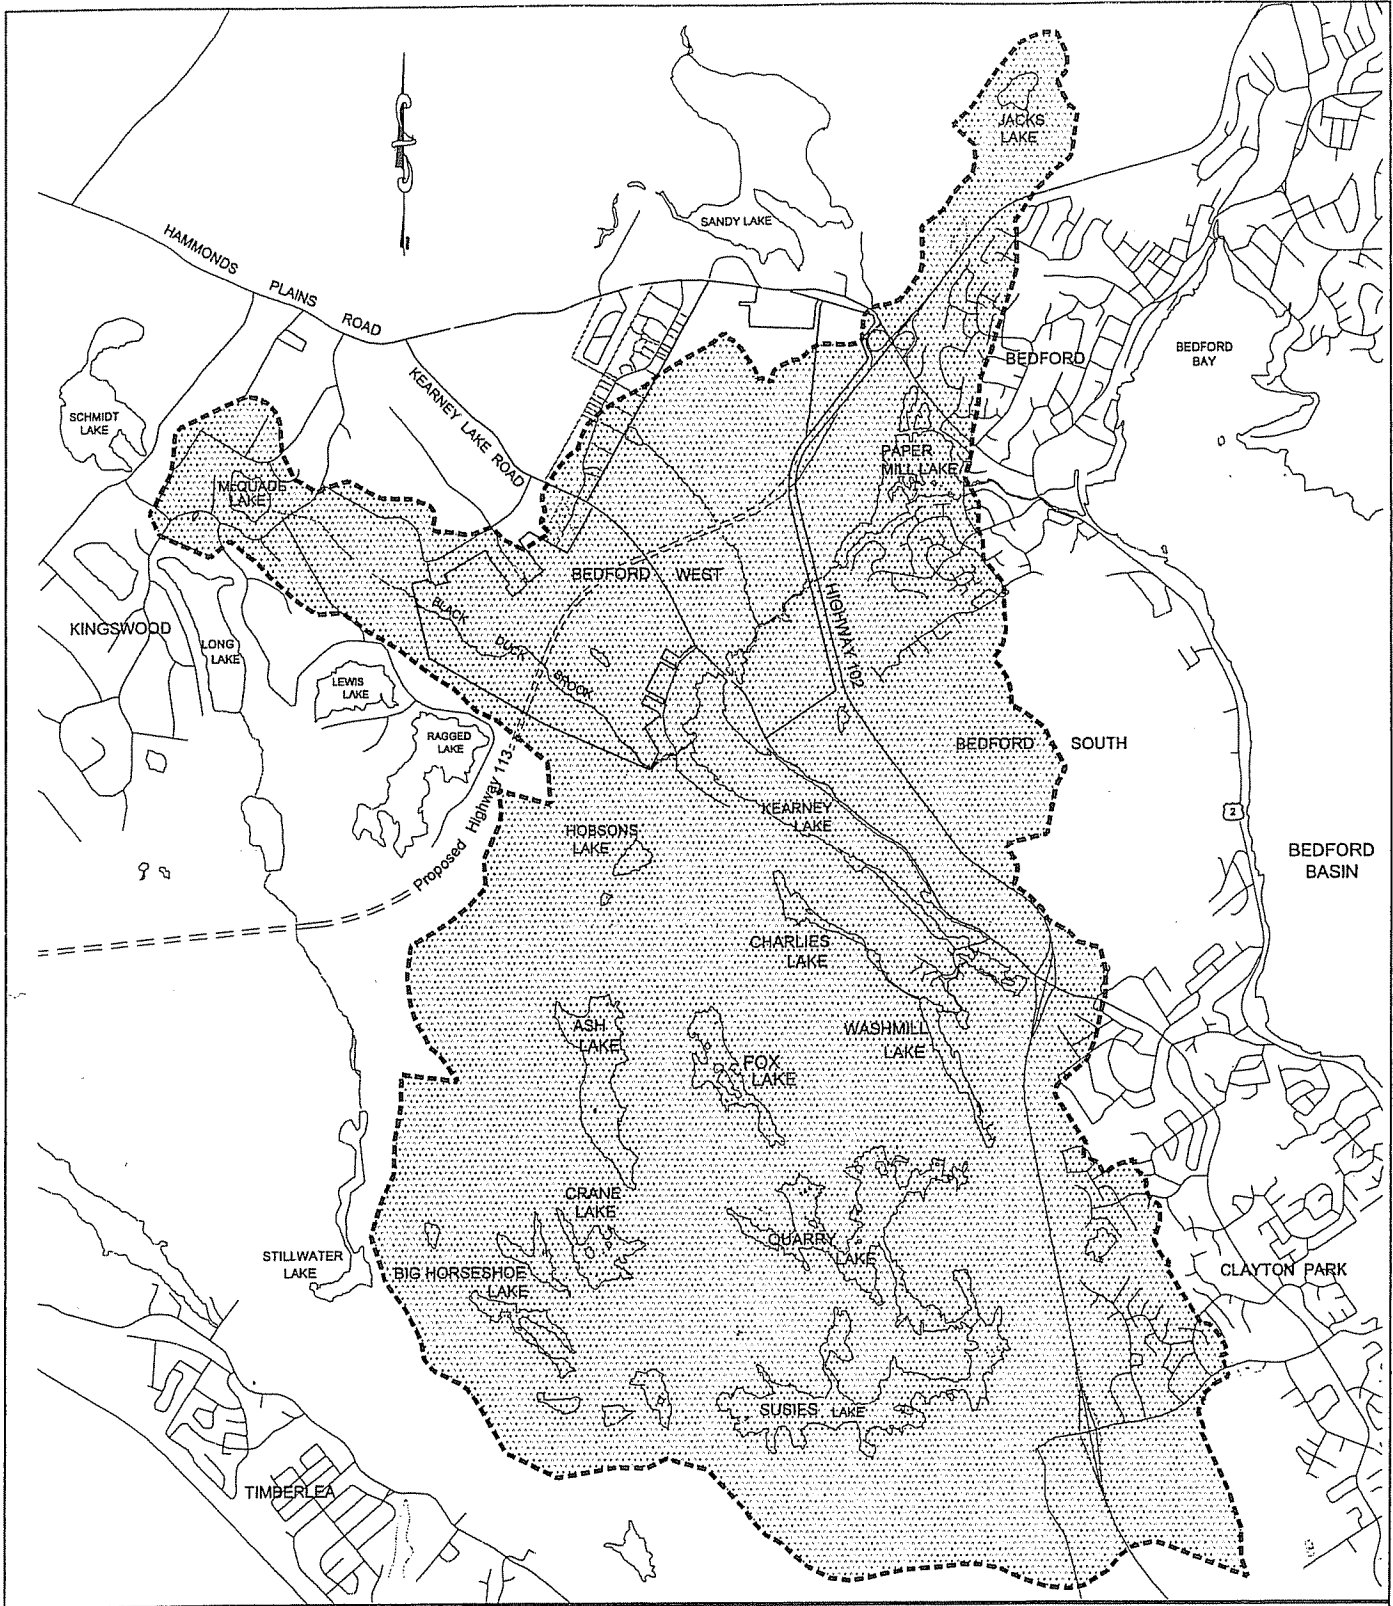 JACKS
LAKE
SANDY LAKE
HAMMONDS
PLAINS
ROAD
BEDFORD
BEDFORD
BAY
KEARNEY LAKE ROAD
SCHMIDT
LAKE
PAPER
MILL LAKE
McQUADE
LAKE
BEDFORD WEST
HIGHWAY 102
BLACK
DUCK
BROOK
KINGSWOOD
LONG
LAKE
LEWIS
LAKE
RAGGED
LAKE
BEDFORD SOUTH
Proposed Highway 113
KEARNEY
LAKE
2
HOBSONS
LAKE
BEDFORD
BASIN
CHARLIES
LAKE
ASH
LAKE
WASHMILL
LAKE
FOX
LAKE
CRANE
LAKE
QUARRY
LAKE
STILLWATER
LAKE
BIG HORSESHOE
LAKE
CLAYTON PARK
SUSIES LAKE
TIMBERLEA